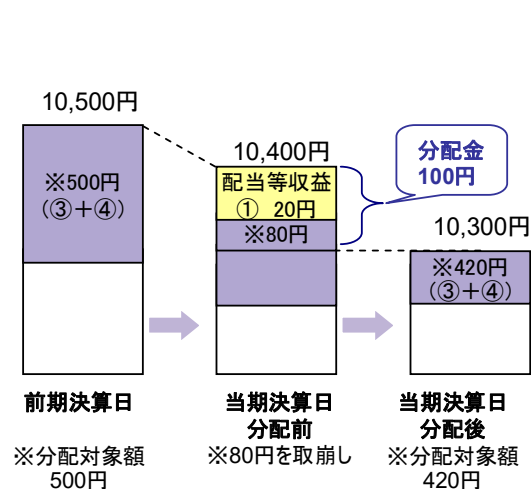 10,500円
※500円
（③＋④）
前期決算日
※分配対象額
500円
10,400円
配当等収益
① 20円
※80円
当期決算日
分配前
※80円を取崩し
分配金
100円
10,300円
※420円
（③＋④）
当期決算日
分配後
※分配対象額
420円